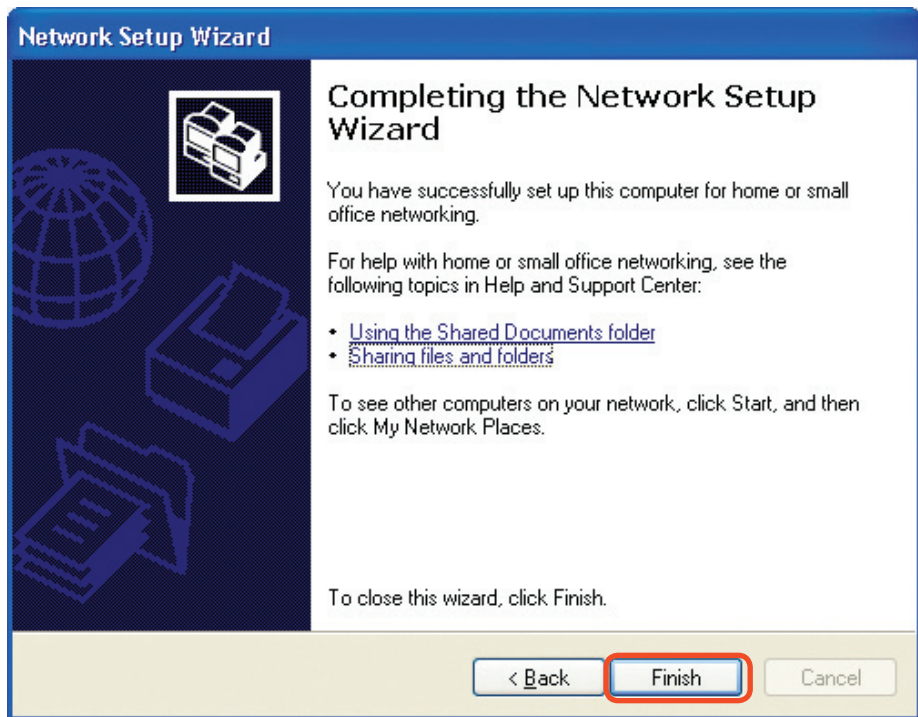 Network Setup Wizard
Completing the Network Setup
Wizard
You have successfully set up this computer for home or small
office networking.
For help with home or small office networking, see the
following topics in Help and Support Center:
• Using the Shared Documents folder
• Sharing files and folders
To see other computers on your network, click Start, and then
click My Network Places.
To close this wizard, click Finish.
< Back Finish Cancel